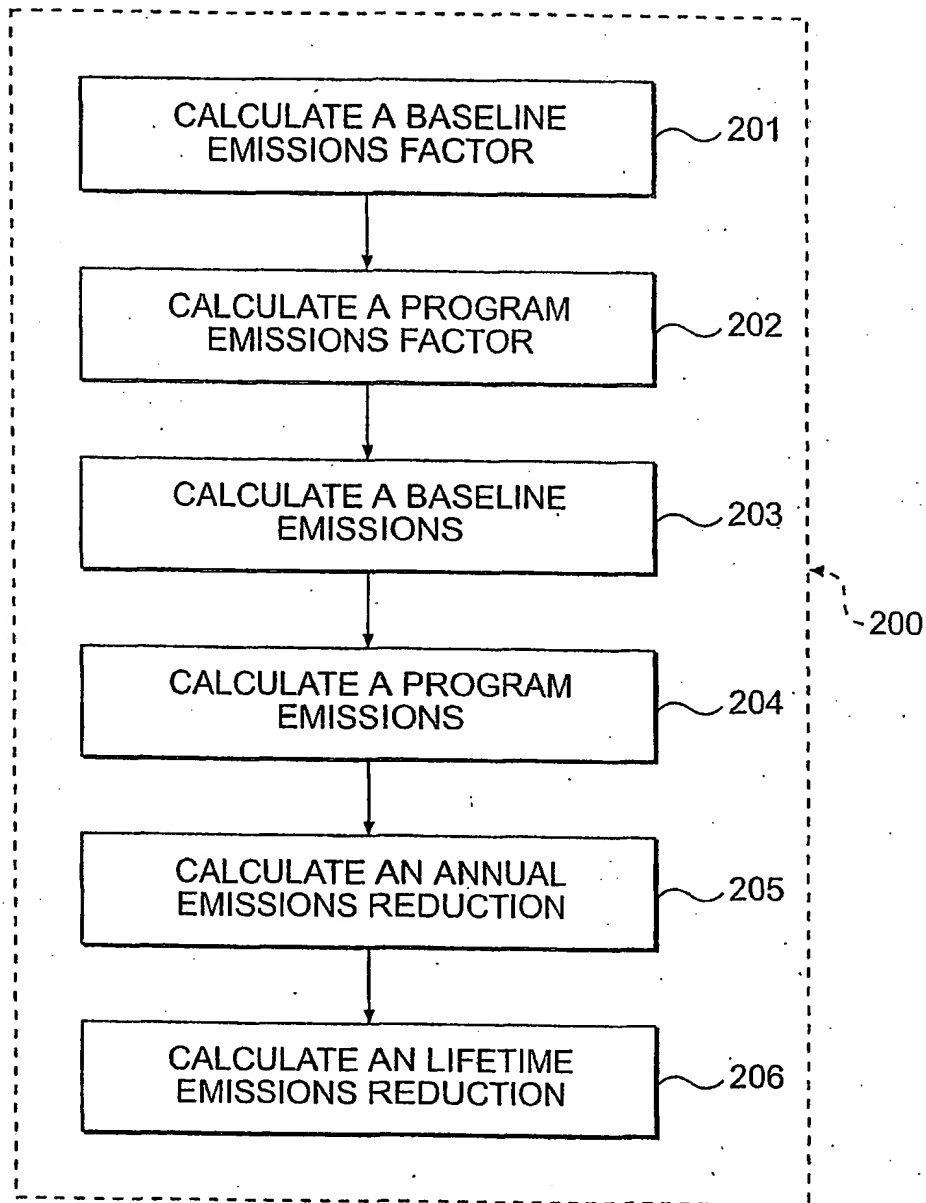 CALCULATE A BASELINE
EMISSIONS FACTOR
201
CALCULATE A PROGRAM
EMISSIONS FACTOR
202
CALCULATE A BASELINE
EMISSIONS
203
CALCULATE A PROGRAM
EMISSIONS
204
200
CALCULATE AN ANNUAL
EMISSIONS REDUCTION
205
CALCULATE AN LIFETIME
EMISSIONS REDUCTION
206